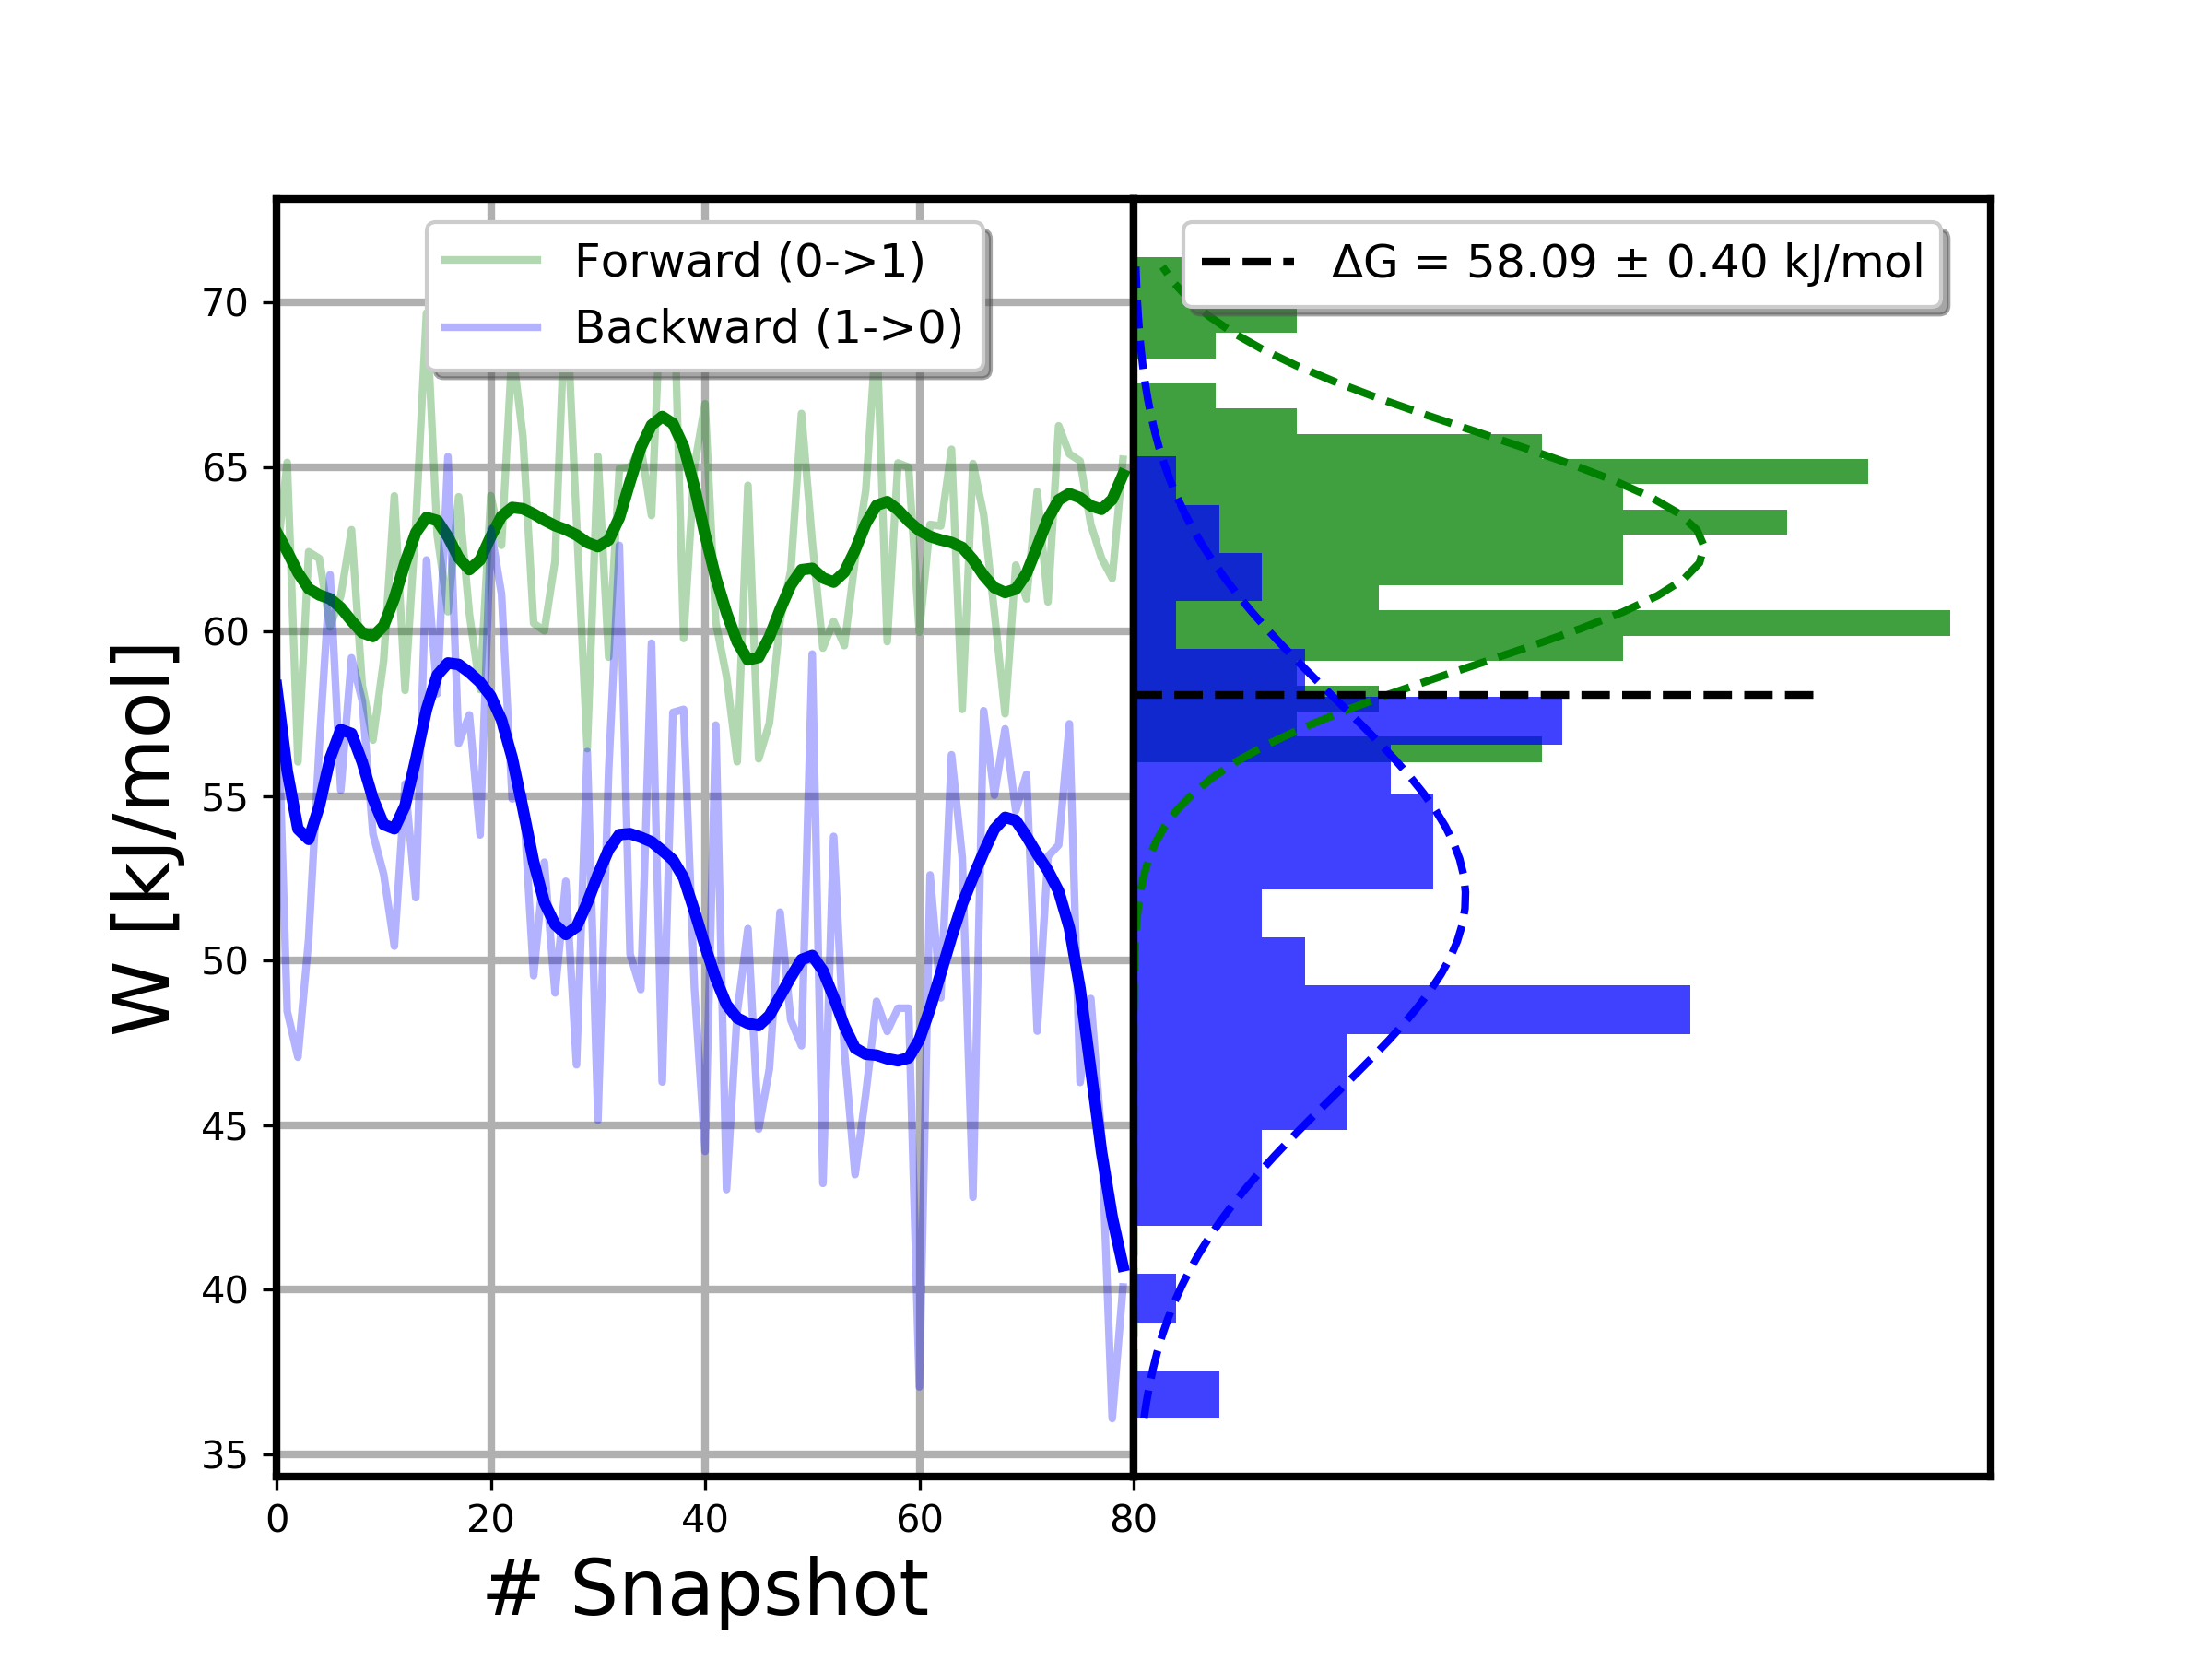 Forward (0->1)
Backward (1->0)
ΔG = 58.09 ± 0.40 kJ/mol
70
65
60
55
50
45
40
35
W [kJ/mol]
0 20 40 60 80
# Snapshot